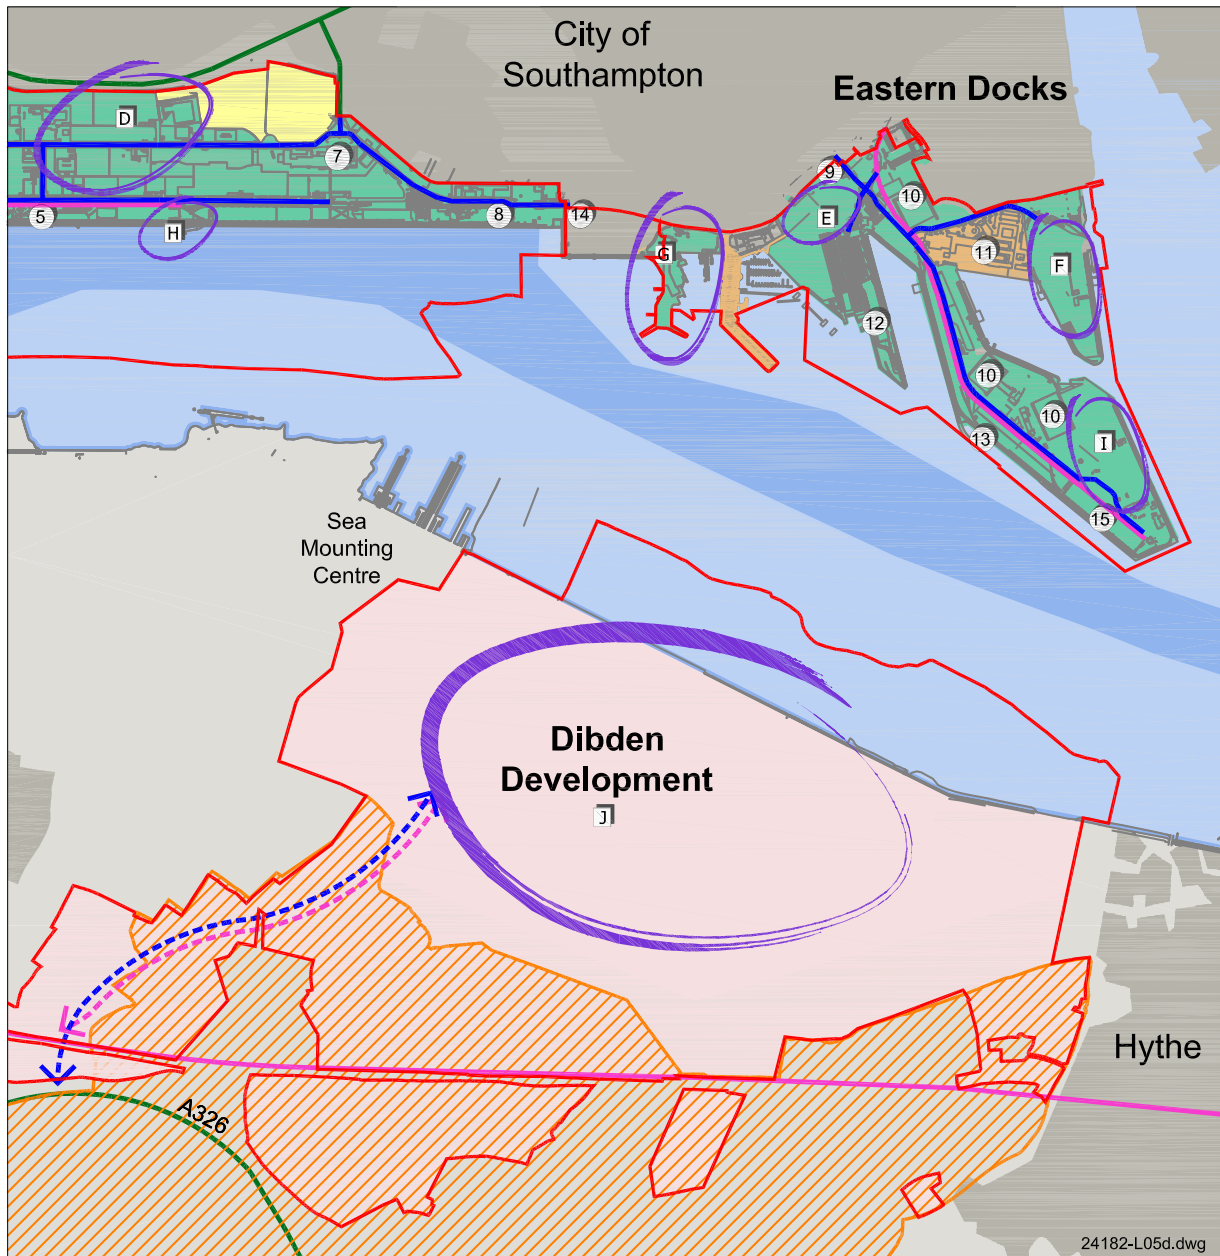 City of
Southampton
Eastern Docks
D
7
9
10
5
H
8
14
E
G
11
F
12
10
10
13
I
15
Sea
Mounting
Centre
Dibden
Development
J
Hythe
A326
24182-L05d.dwg